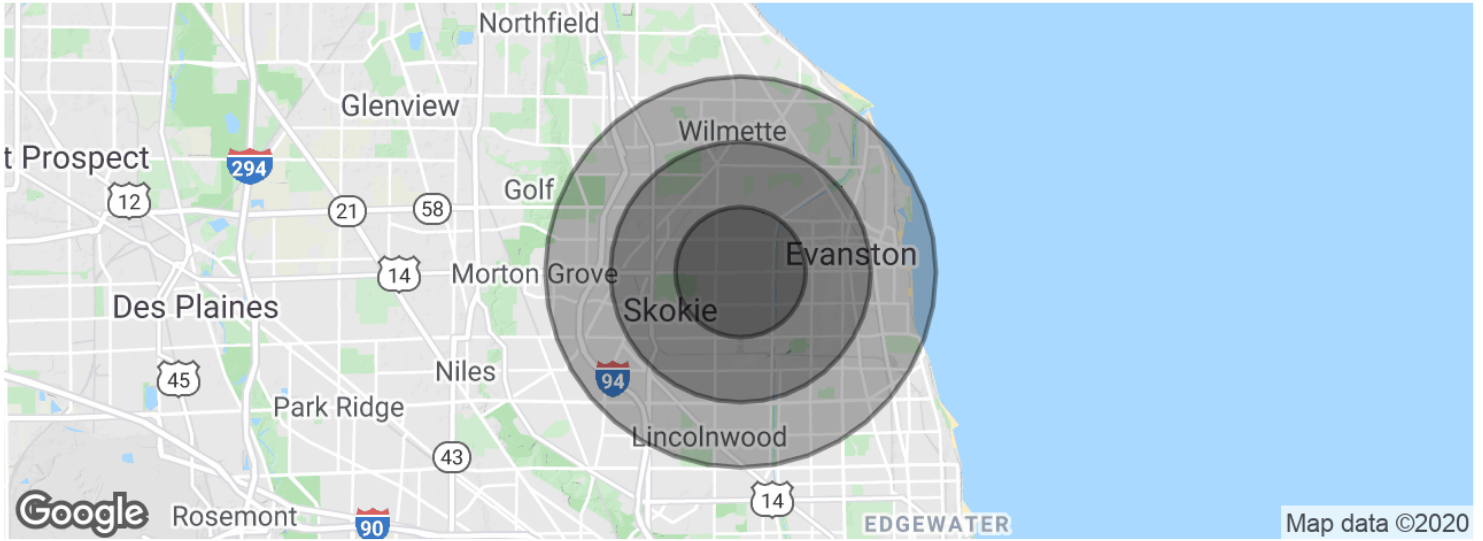 Northfield
Glenview
Wilmette
t Prospect
294
Golf
12
21
58
Evanston
14
Morton Grove
Des Plaines
Skokie
Niles
45
94
Park Ridge
Lincolnwood
43
14
Google
Rosemont
90
EDGEWATER
Map data ©2020